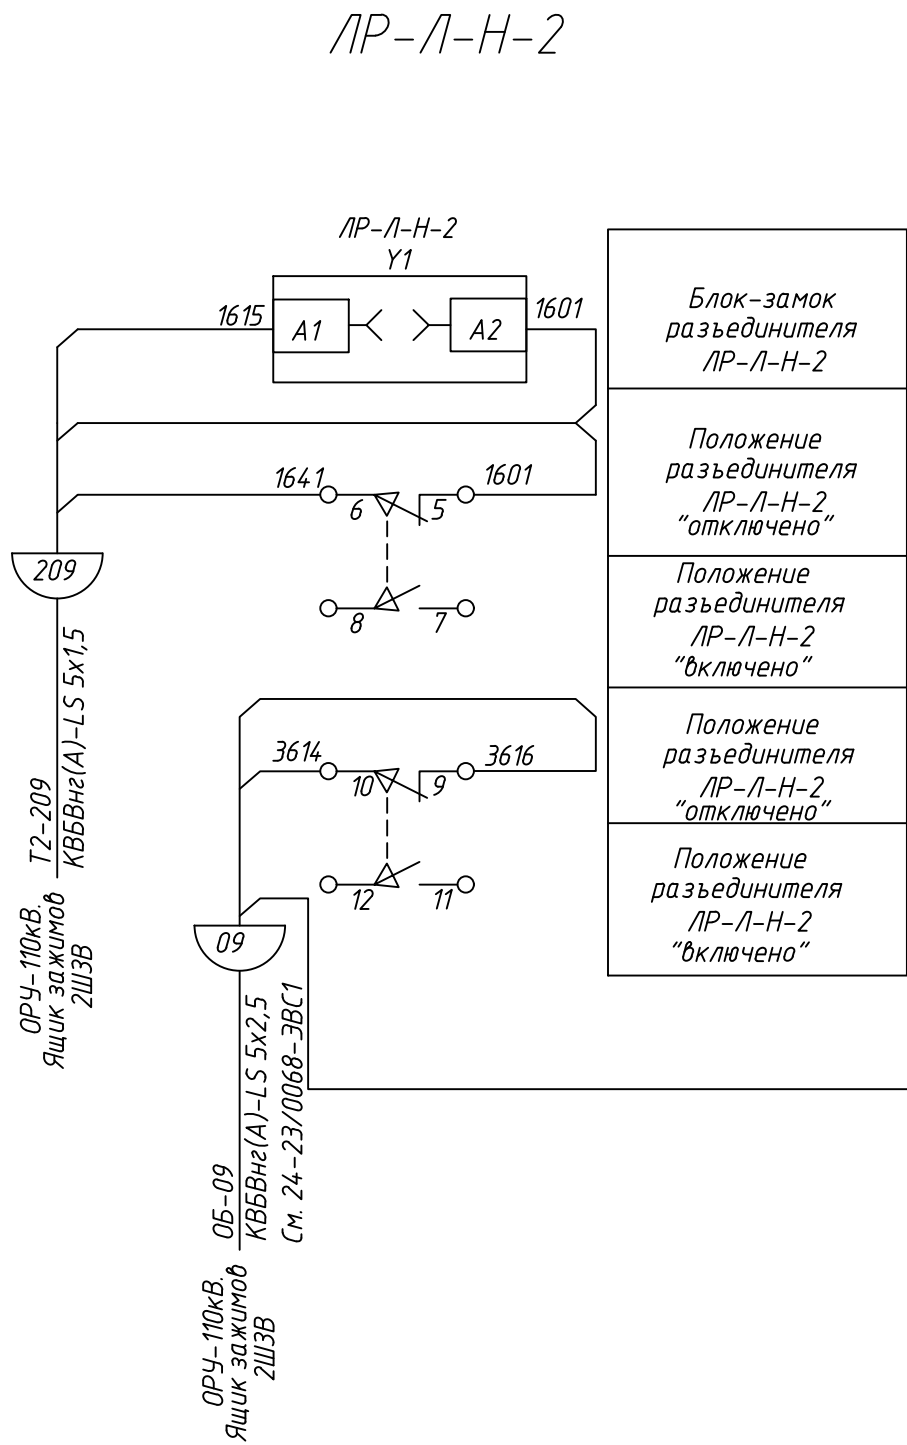 ЛР-Л-Н-2
ЛР-Л-Н-2
Y1
1615
А1
А2
1601
Блок-замок
разъединителя
ЛР-Л-Н-2
1641
6
5
1601
Положение
разъединителя
ЛР-Л-Н-2
"отключено"
209
8
7
Положение
разъединителя
ЛР-Л-Н-2
"включено"
Т2-209
КВБВнг(А)-LS 5х1,5
ОРУ-110кВ.
Ящик зажимов
2ШЗВ
3614
10
9
3616
Положение
разъединителя
ЛР-Л-Н-2
"отключено"
12
11
Положение
разъединителя
ЛР-Л-Н-2
"включено"
09
ОБ-09
КВБВнг(А)-LS 5х2,5
См. 24-23/0068-ЭВС1
ОРУ-110кВ.
Ящик зажимов
2ШЗВ